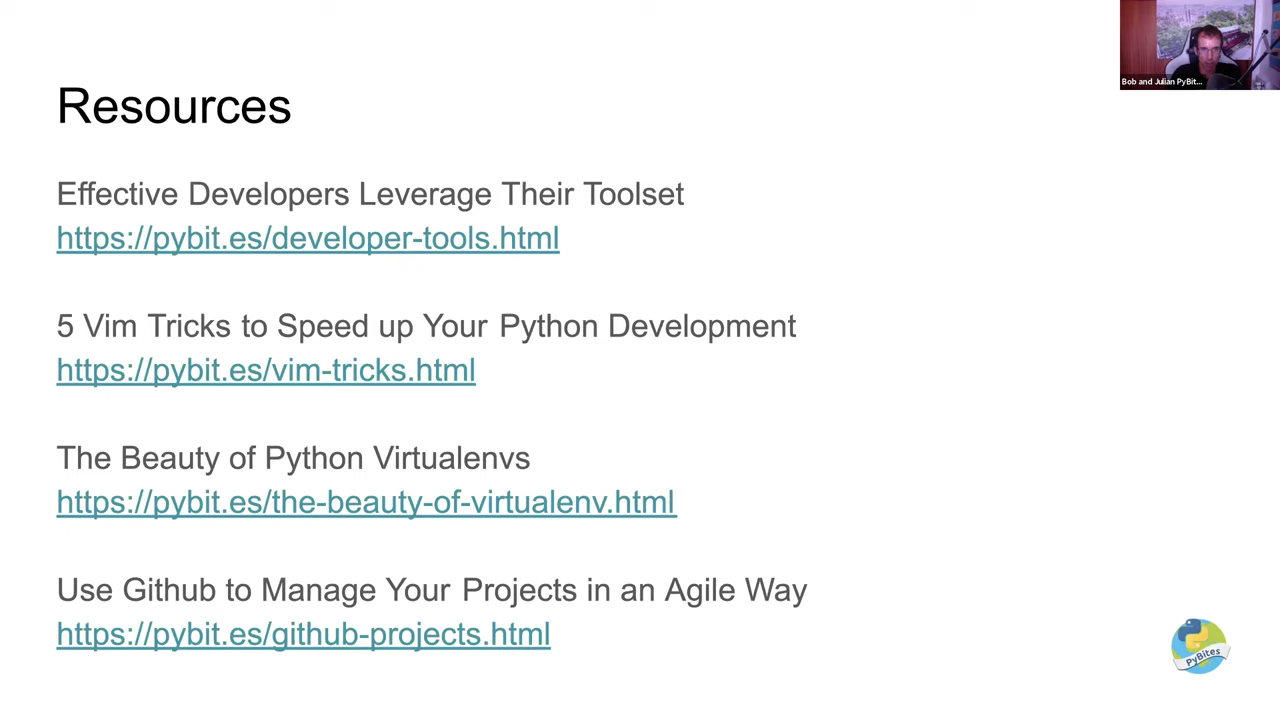 Bob and Julian PyBit...
Resources
Effective Developers Leverage Their Toolset
https://pybit.es/developer-tools.html
5 Vim Tricks to Speed up Your Python Development
https://pybit.es/vim-tricks.html
The Beauty of Python Virtualenvs
https://pybit.es/the-beauty-of-virtualenv.html
Use Github to Manage Your Projects in an Agile Way
https://pybit.es/github-projects.html
PyBites